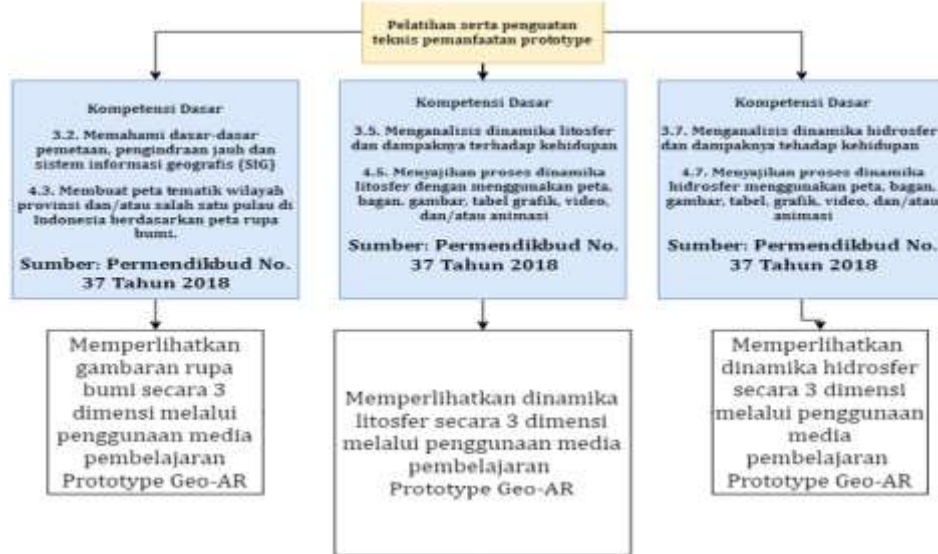 Pelatihan serta penguatan
teknis pemanfaatan prototype
Kompetensi Dasar
3.2. Memahami dasar-dasar
pemetaan, pengindraan jauh dan
sistem informasi geografis (SIG)
4.3. Membuat peta tematik wilayah
provinsi dan/atau salah satu pulau di
Indonesia berdasarkan peta rupa
bumi.
Sumber: Permendikbud No.
37 Tahun 2018
Kompetensi Dasar
3.5. Menganalisis dinamika litosfer
dan dampaknya terhadap kehidupan
4.5. Menyajikan proses dinamika
litosfer dengan menggunakan peta,
bagan, gambar, tabel grafik, video,
dan/atau animasi
Sumber: Permendikbud No.
37 Tahun 2018
Kompetensi Dasar
3.7. Menganalisis dinamika hidrosfer
dan dampaknya tehadap kehidupan
4.7. Menyajikan proses dinamika
hidrosfer menggunakan peta, bagan,
gambar, tabel, grafik, video, dan/atau
animasi
Sumber: Permendikbud No.
37 Tahun 2018
Memperlihatkan
gambaran rupa
bumi secara 3
dimensi melalui
penggunaan media
pembelajaran
Prototype Geo-AR
Memperlihatkan dinamika
litosfer secara 3 dimensi
melalui penggunaan media
pembelajaran
Prototype Geo-AR
Memperlihatkan
dinamika hidrosfer
secara 3 dimensi
melalui penggunaan
media
pembelajaran
Prototype Geo-AR